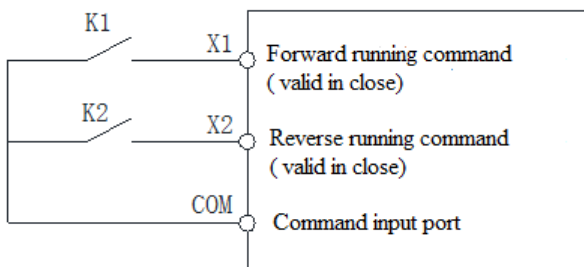 K1
X1
Forward running command
( valid in close)
K2
X2
Reverse running command
( valid in close)
COM
Command input port